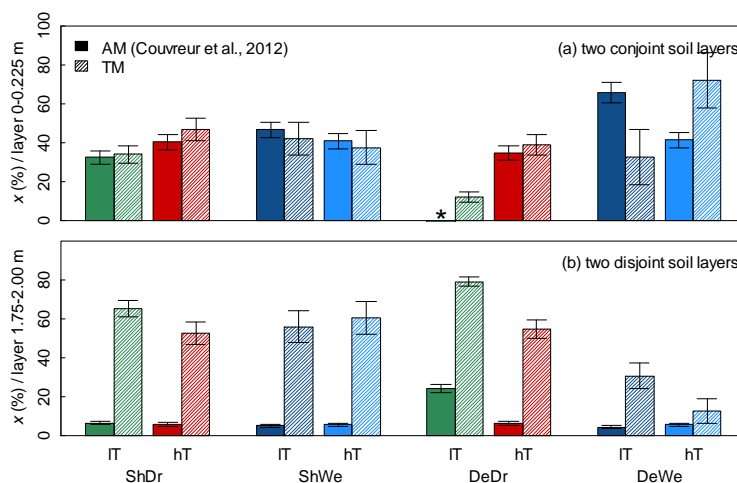 x (%) / layer 0-0.225 m
100
80
60
40
20
0
AM (Couvreur et al., 2012)
TM
(a) two conjoint soil layers
*
x (%) / layer 1.75-2.00 m
80
60
40
20
0
(b) two disjoint soil layers
lT hT lT hT lT hT lT hT
ShDr ShWe DeDr DeWe